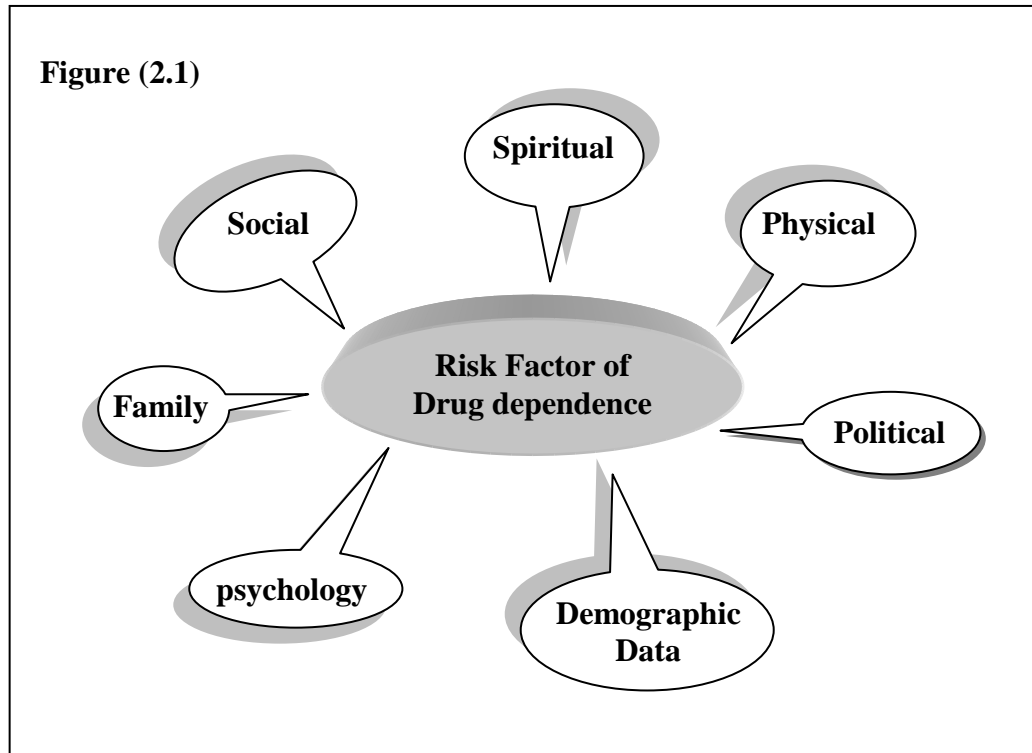 Figure (2.1)
Spiritual
Social
Physical
Risk Factor of
Drug dependence
Family
Political
psychology
Demographic
Data